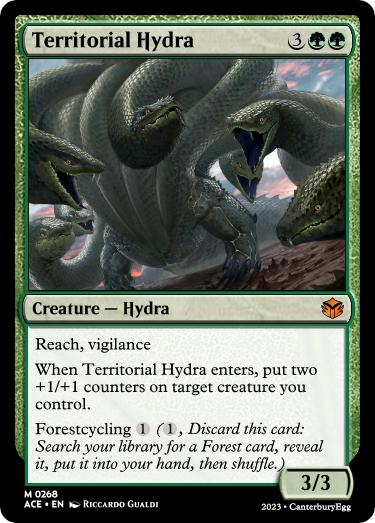 Territorial Hydra 3
Creature — Hydra
Reach, vigilance
When Territorial Hydra enters, put two
+1/+1 counters on target creature you
control.
Forestcycling 1 (1, Discard this card:
Search your library for a Forest card, reveal
it, put it into your hand, then shuffle.)
3/3
M 0268
ACE • EN Riccardo Gualdi
2023 • CanterburyEgg